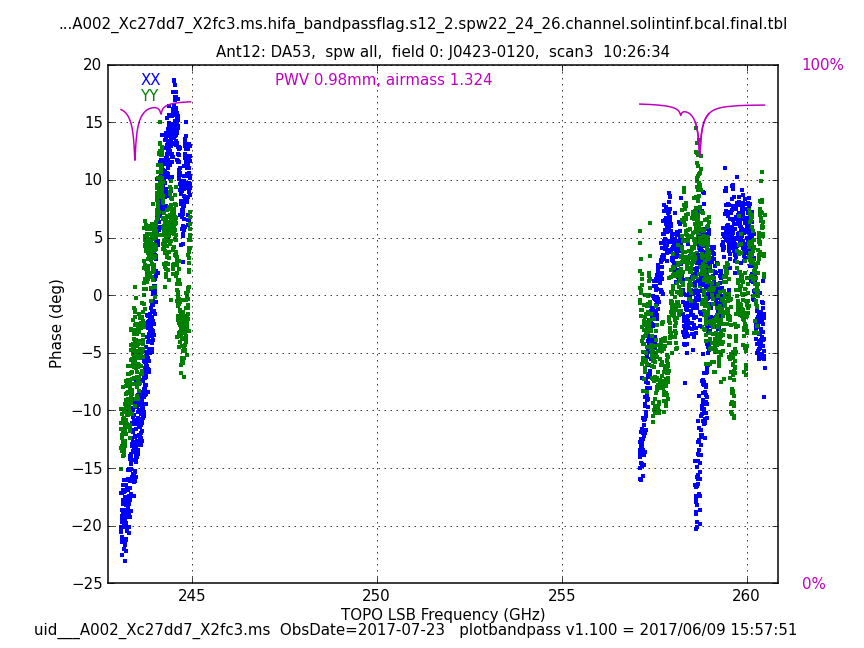 ...A002_Xc27dd7_X2fc3.ms.hifa_bandpassflag.s12_2.spw22_24_26.channel.solintinf.bcal.final.tbl
Ant12: DA53,  spw all,  field 0: J0423-0120,  scan3  10:26:34
XX
YY
PWV 0.98mm, airmass 1.324
100%
0%
Phase (deg)
20
15
10
5
0
−5
−10
−15
−20
−25
245
250
255
260
TOPO LSB Frequency (GHz)
uid___A002_Xc27dd7_X2fc3.ms  ObsDate=2017-07-23   plotbandpass v1.100 = 2017/06/09 15:57:51